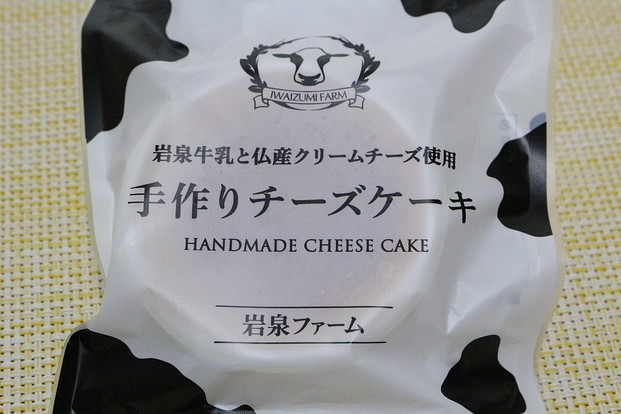 IWAIZUMI FARM
岩泉牛乳と仏産クリームチーズ使用
手作りチーズケーキ
HANDMADE CHEESE CAKE
岩泉ファーム